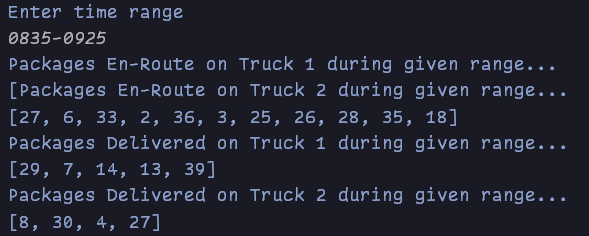 Enter time range
0835-0925
Packages En-Route on Truck 1 during given range...
[Packages En-Route on Truck 2 during given range...
[27, 6, 33, 2, 36, 3, 25, 26, 28, 35, 18]
Packages Delivered on Truck 1 during given range...
[29, 7, 14, 13, 39]
Packages Delivered on Truck 2 during given range...
[8, 30, 4, 27]